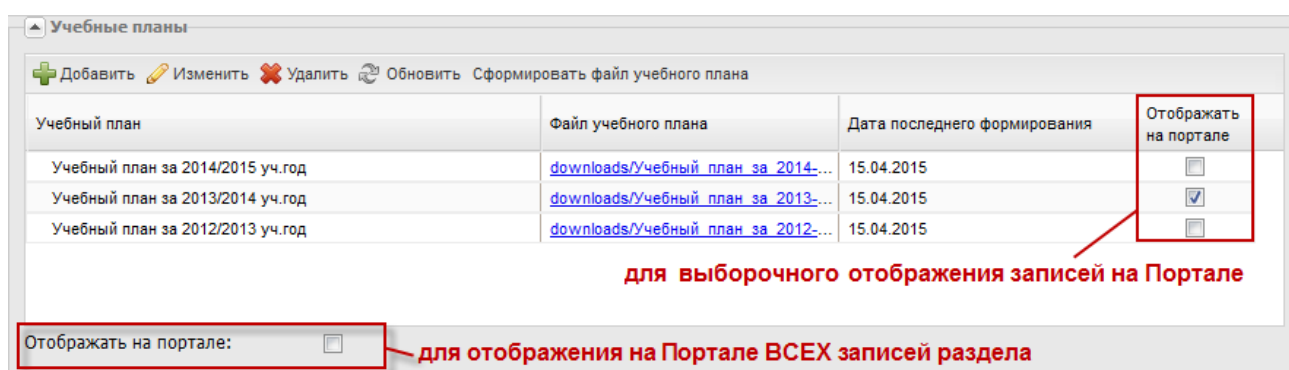 Учебные планы
Добавить Изменить Удалить Обновить Сформировать файл учебного плана
Учебный план Файл учебного плана Дата последнего формирования Отображать на портале
Учебный план за 2014/2015 уч.год downloads/Учебный_план_за_2014-... 15.04.2015
Учебный план за 2013/2014 уч.год downloads/Учебный_план_за_2013-... 15.04.2015
Учебный план за 2012/2013 уч.год downloads/Учебный_план_за_2012-... 15.04.2015
для выборочного отображения записей на Портале
Отображать на портале: для отображения на Портале ВСЕХ записей раздела